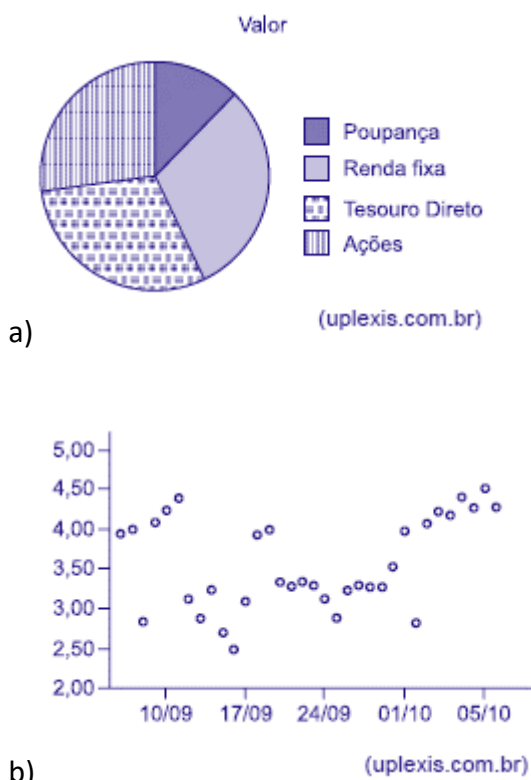 Valor
Poupança
Renda fixa
Tesouro Direto
Ações
(uplexis.com.br)
a)
5,00
4,50
4,00
3,50
3,00
2,50
2,00
10/09 17/09 24/09 01/10 05/10
(uplexis.com.br)
b)